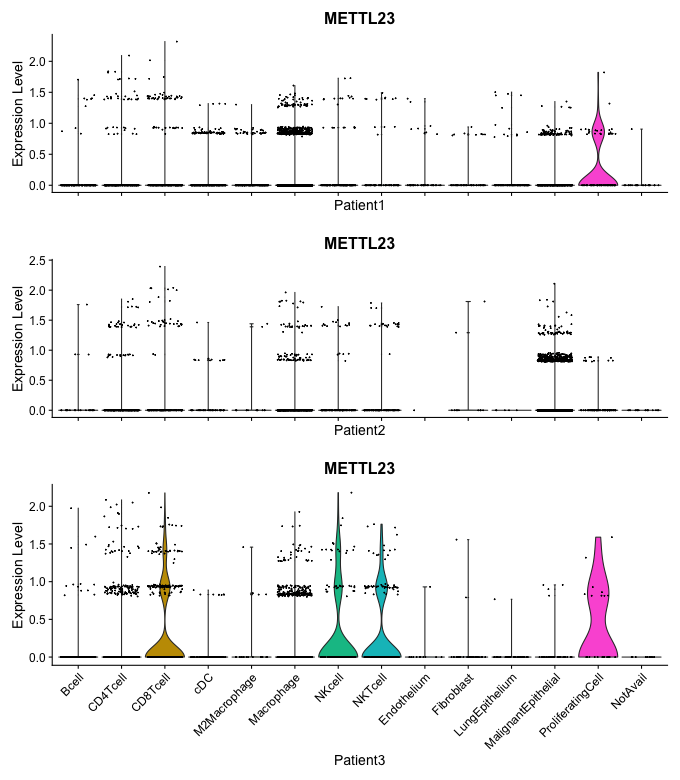 METTL23
Expression Level
2.0
1.5
1.0
0.5
0.0
Patient1
METTL23
Expression Level
2.5
2.0
1.5
1.0
0.5
0.0
Patient2
METTL23
Expression Level
2.0
1.5
1.0
0.5
0.0
Bcell
CD4Tcell
CD8Tcell
cDC
M2Macrophage
Macrophage
NKcell
NKTcell
Endothelium
Fibroblast
LungEpithelium
MalignantEpithelial
ProliferatingCell
NotAvail
Patient3